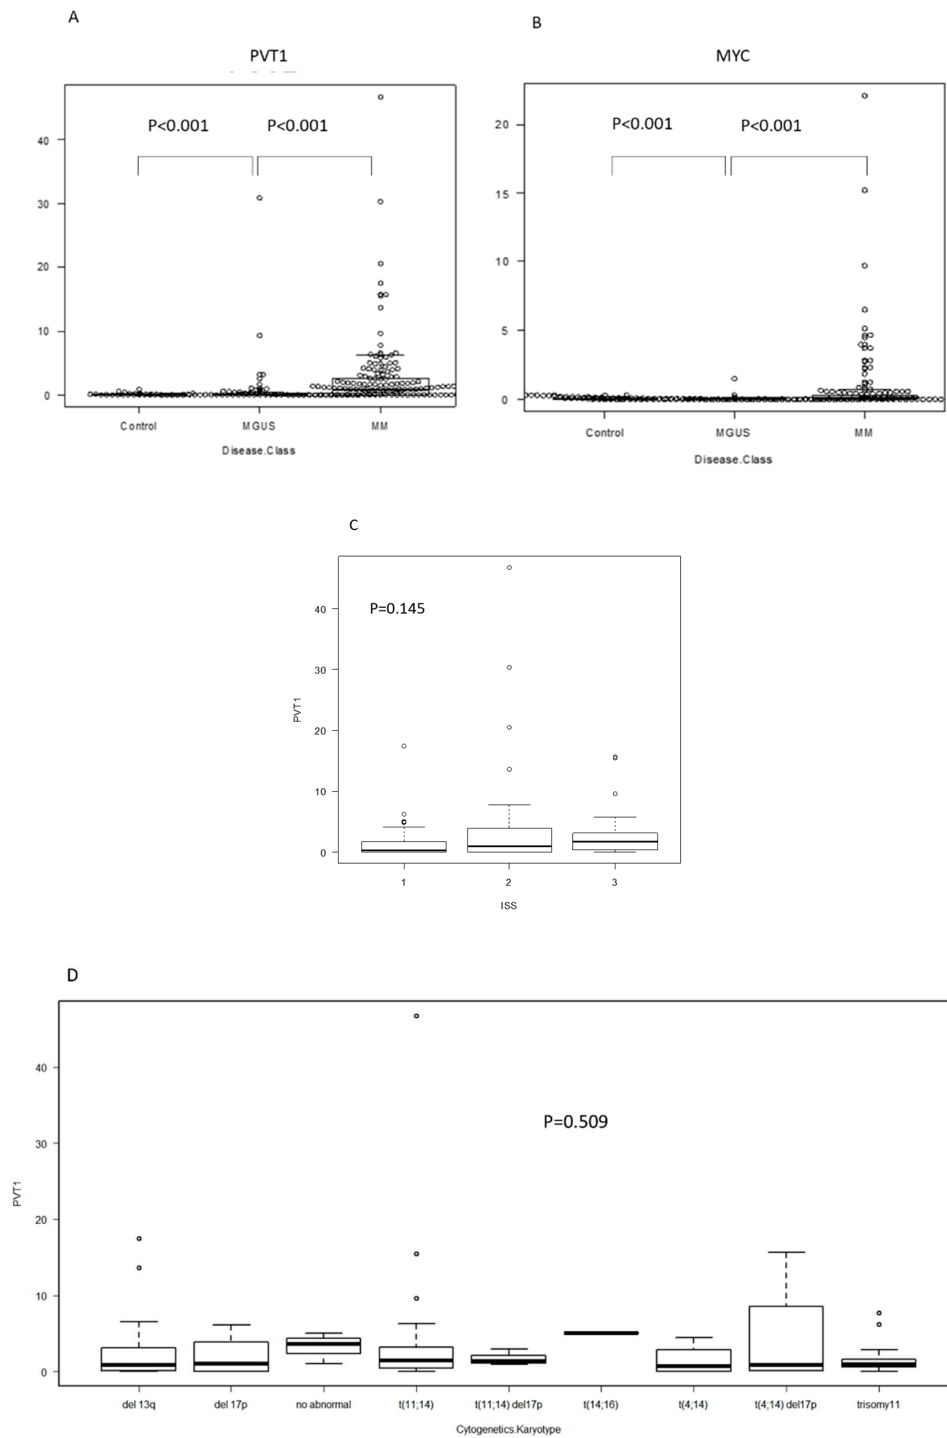 A
B
PVT1
MYC
P<0.001
P<0.001
P<0.001
P<0.001
40
30
20
10
0
20
15
10
5
0
Control
MGUS
MM
Control
MGUS
MM
Disease.Class
Disease.Class
C
P=0.145
PVT1
40
30
20
10
0
1
2
3
ISS
D
P=0.509
PVT1
40
30
20
10
0
del 13q
del 17p
no abnormal
t(11;14)
t(11;14) del17p
t(14;16)
t(4;14)
t(4;14) del17p
trisomy11
Cytogenetics.Karyotype